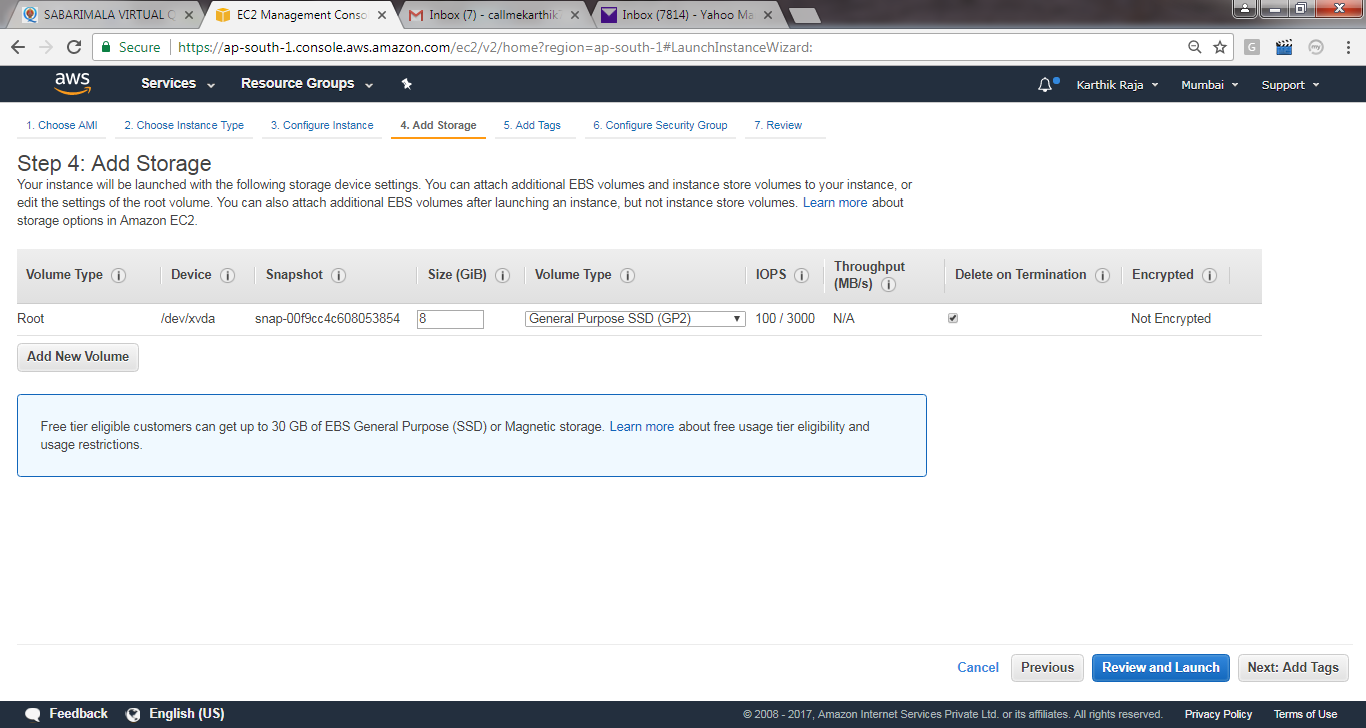 SABARIMALA VIRTUAL Q
EC2 Management Conso
Inbox (7) - callmekarthik
Inbox (7814) - Yahoo Ma
Secure
https://ap-south-1.console.aws.amazon.com/ec2/v2/home?region=ap-south-1#LaunchInstanceWizard:
G
my
aws
Services
Resource Groups
Karthik Raja
Mumbai
Support
1. Choose AMI
2. Choose Instance Type
3. Configure Instance
4. Add Storage
5. Add Tags
6. Configure Security Group
7. Review
Step 4: Add Storage
Your instance will be launched with the following storage device settings. You can attach additional EBS volumes and instance store volumes to your instance, or
edit the settings of the root volume. You can also attach additional EBS volumes after launching an instance, but not instance store volumes. Learn more about
storage options in Amazon EC2.
Volume Type i
Device i
Snapshot i
Size (GiB) i
Volume Type i
IOPS i
Throughput
(MB/s) i
Delete on Termination i
Encrypted i
Root
/dev/xvda
snap-00f9cc4c608053854
8
General Purpose SSD (GP2)
100 / 3000
N/A
Not Encrypted
Add New Volume
Free tier eligible customers can get up to 30 GB of EBS General Purpose (SSD) or Magnetic storage. Learn more about free usage tier eligibility and
usage restrictions.
Cancel
Previous
Review and Launch
Next: Add Tags
Feedback
English (US)
© 2008 - 2017, Amazon Internet Services Private Ltd. or its affiliates. All rights reserved.
Privacy Policy
Terms of Use